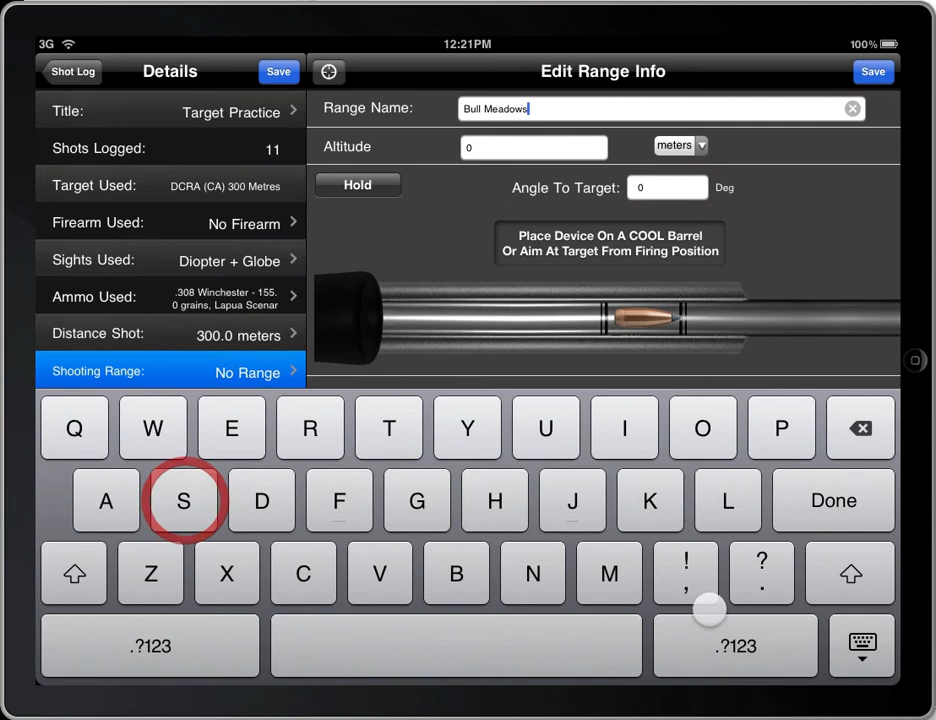 3G 12:21PM 100%
Shot Log Details Save
Edit Range Info Save
Title: Target Practice
Shots Logged: 11
Target Used: DCRA (CA) 300 Metres
Firearm Used: No Firearm
Sights Used: Diopter + Globe
Ammo Used: .308 Winchester - 155.
0 grains, Lapua Scenar
Distance Shot: 300.0 meters
Shooting Range: No Range
Range Name: Bull Meadows
Altitude 0 meters
Hold Angle To Target: 0 Deg
Place Device On A COOL Barrel
Or Aim At Target From Firing Position
Q W E R T Y U I O P
A S D F G H J K L Done
Z X C V B N M ! , ? .
.?123 .?123